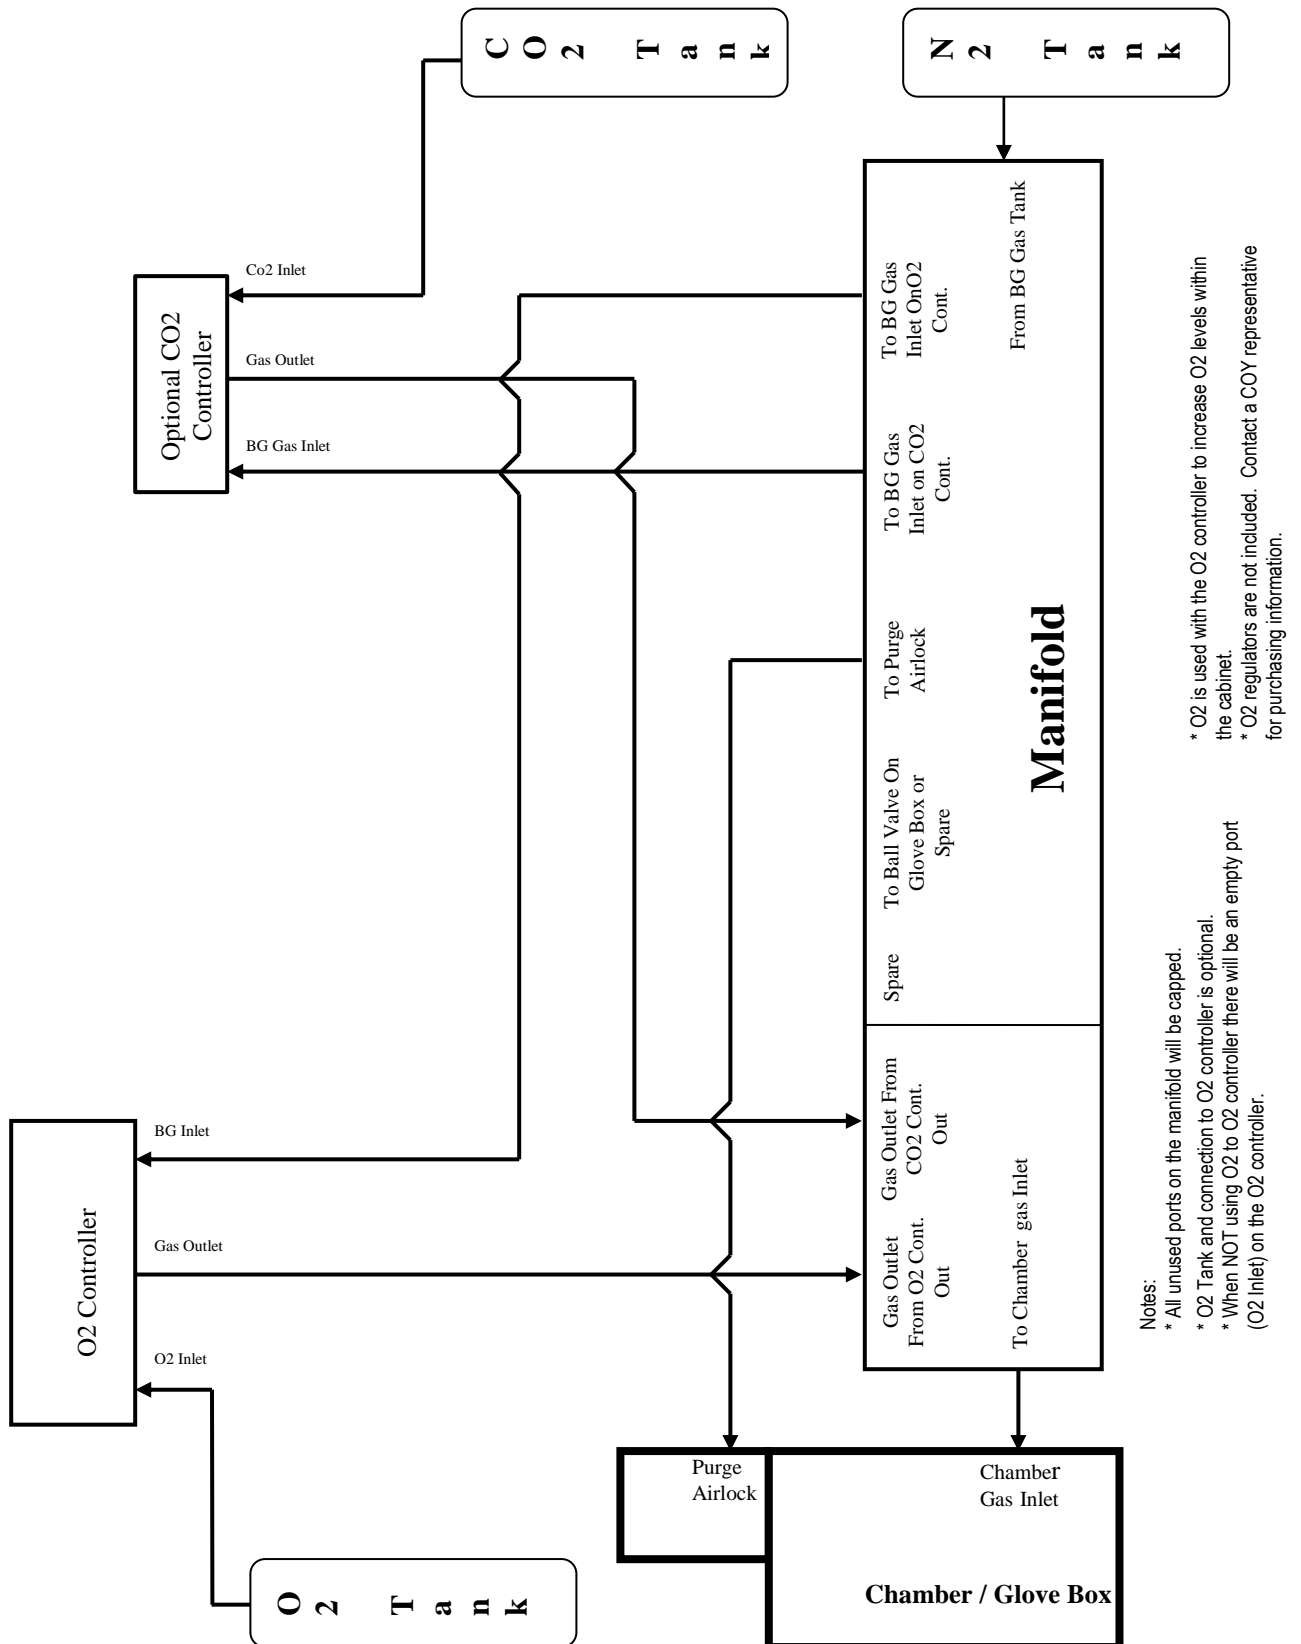 CO2 Tank
N2 Tank
Optional CO2
Controller
Co2 Inlet
Gas Outlet
BG Gas Inlet
O2 Controller
BG Inlet
Gas Outlet
O2 Inlet
O2 Tank
From BG Gas Tank
To BG Gas
Inlet OnO2
Cont.
To BG Gas
Inlet on CO2
Cont.
To Purge
Airlock
To Ball Valve On
Glove Box or
Spare
Spare
Manifold
Gas Outlet From
CO2 Cont.
Out
Gas Outlet
From O2 Cont.
Out
To Chamber gas Inlet
Purge
Airlock
Chamber
Gas Inlet
Chamber / Glove Box
Notes:
* All unused ports on the manifold will be capped.
* O2 Tank and connection to O2 controller is optional.
* When NOT using O2 to O2 controller there will be an empty port
(O2 Inlet) on the O2 controller.
* O2 is used with the O2 controller to increase O2 levels within
the cabinet.
* O2 regulators are not included. Contact a COY representative
for purchasing information.